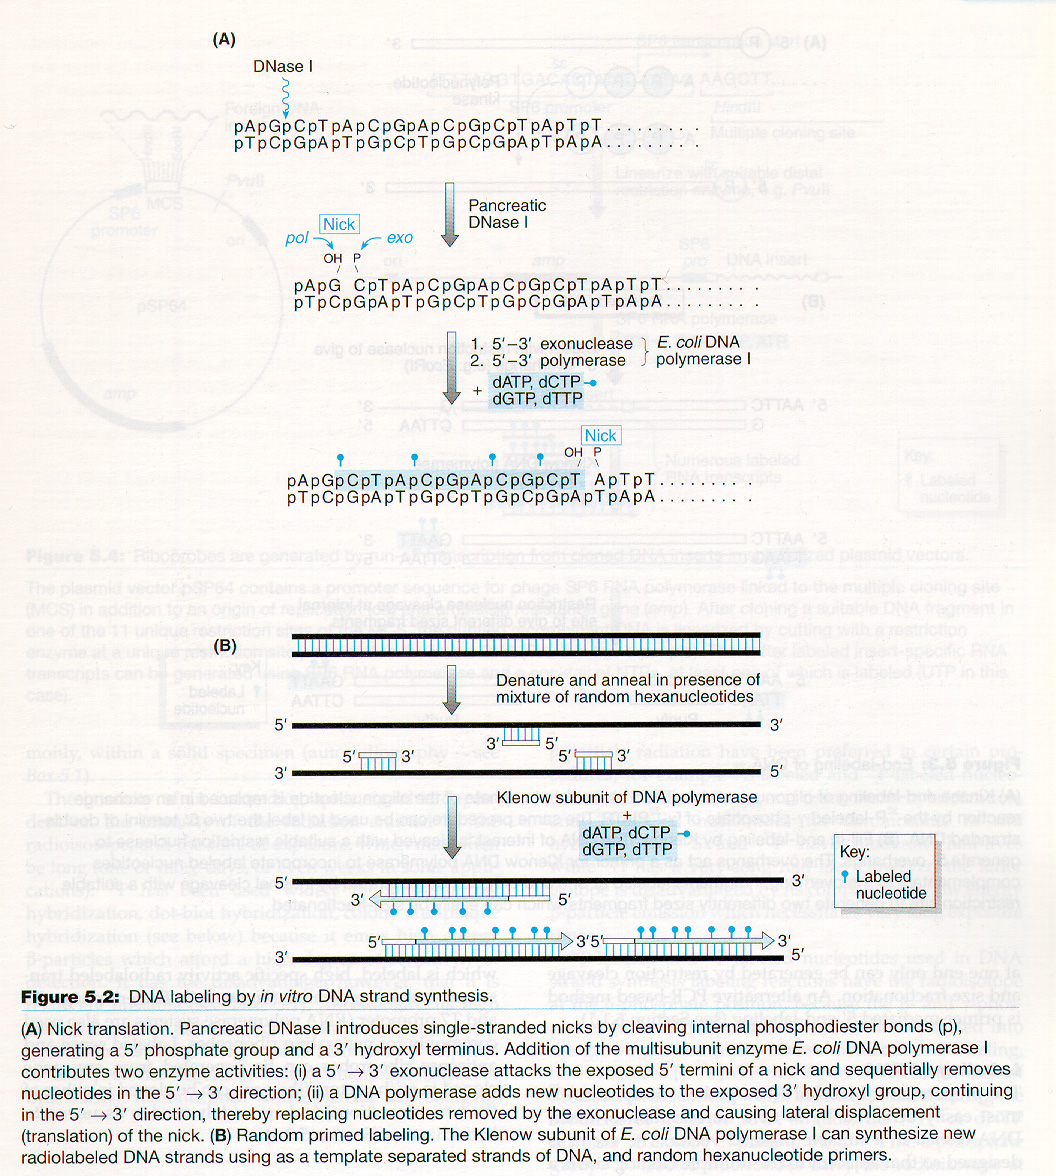 (A)
DNase I
pApGpCpTpApCpGpApCpGpCpTpApTpT.........
pTpCpGpApTpGpCpTpGpCpGpApTpApA.........
Pancreatic
DNase I
Nick
pol exo
OH P
pApG CpTpApCpGpApCpGpCpTpApTpT.........
pTpCpGpApTpGpCpTpGpCpGpApTpApA.........
1. 5′–3′ exonuclease
2. 5′–3′ polymerase
E. coli DNA
polymerase I
+
dATP, dCTP
dGTP, dTTP
Nick
OH P
pApGpCpTpApCpGpApCpGpCpT ApTpT.........
pTpCpGpApTpGpCpTpGpCpGpApTpApA.........
(B)
Denature and anneal in presence of
mixture of random hexanucleotides
5′ 3′
3′ 5′
5′ 3′ 5′ 3′
3′ 5′
Klenow subunit of DNA polymerase
+
dATP, dCTP
dGTP, dTTP
Key:
Labeled
nucleotide
5′ 3′
3′ 5′
5′ 3′ 5′ 3′
3′ 5′
Figure 5.2: DNA labeling by in vitro DNA strand synthesis.
(A) Nick translation. Pancreatic DNase I introduces single-stranded nicks by cleaving internal phosphodiester bonds (p),
generating a 5′ phosphate group and a 3′ hydroxyl terminus. Addition of the multisubunit enzyme E. coli DNA polymerase I
contributes two enzyme activities: (i) a 5′ → 3′ exonuclease attacks the exposed 5′ termini of a nick and sequentially removes
nucleotides in the 5′ → 3′ direction; (ii) a DNA polymerase adds new nucleotides to the exposed 3′ hydroxyl group, continuing
in the 5′ → 3′ direction, thereby replacing nucleotides removed by the exonuclease and causing lateral displacement
(translation) of the nick. (B) Random primed labeling. The Klenow subunit of E. coli DNA polymerase I can synthesize new
radiolabeled DNA strands using as a template separated strands of DNA, and random hexanucleotide primers.